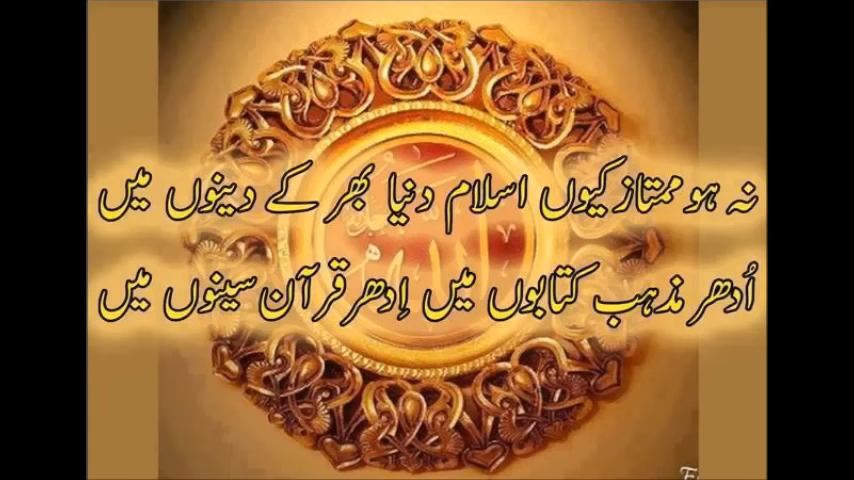 نہ ہو ممتاز کیوں اسلام دنیا بھر کے دینوں میں
اُدھر مذہب کتابوں میں اِدھر قرآن سینوں میں